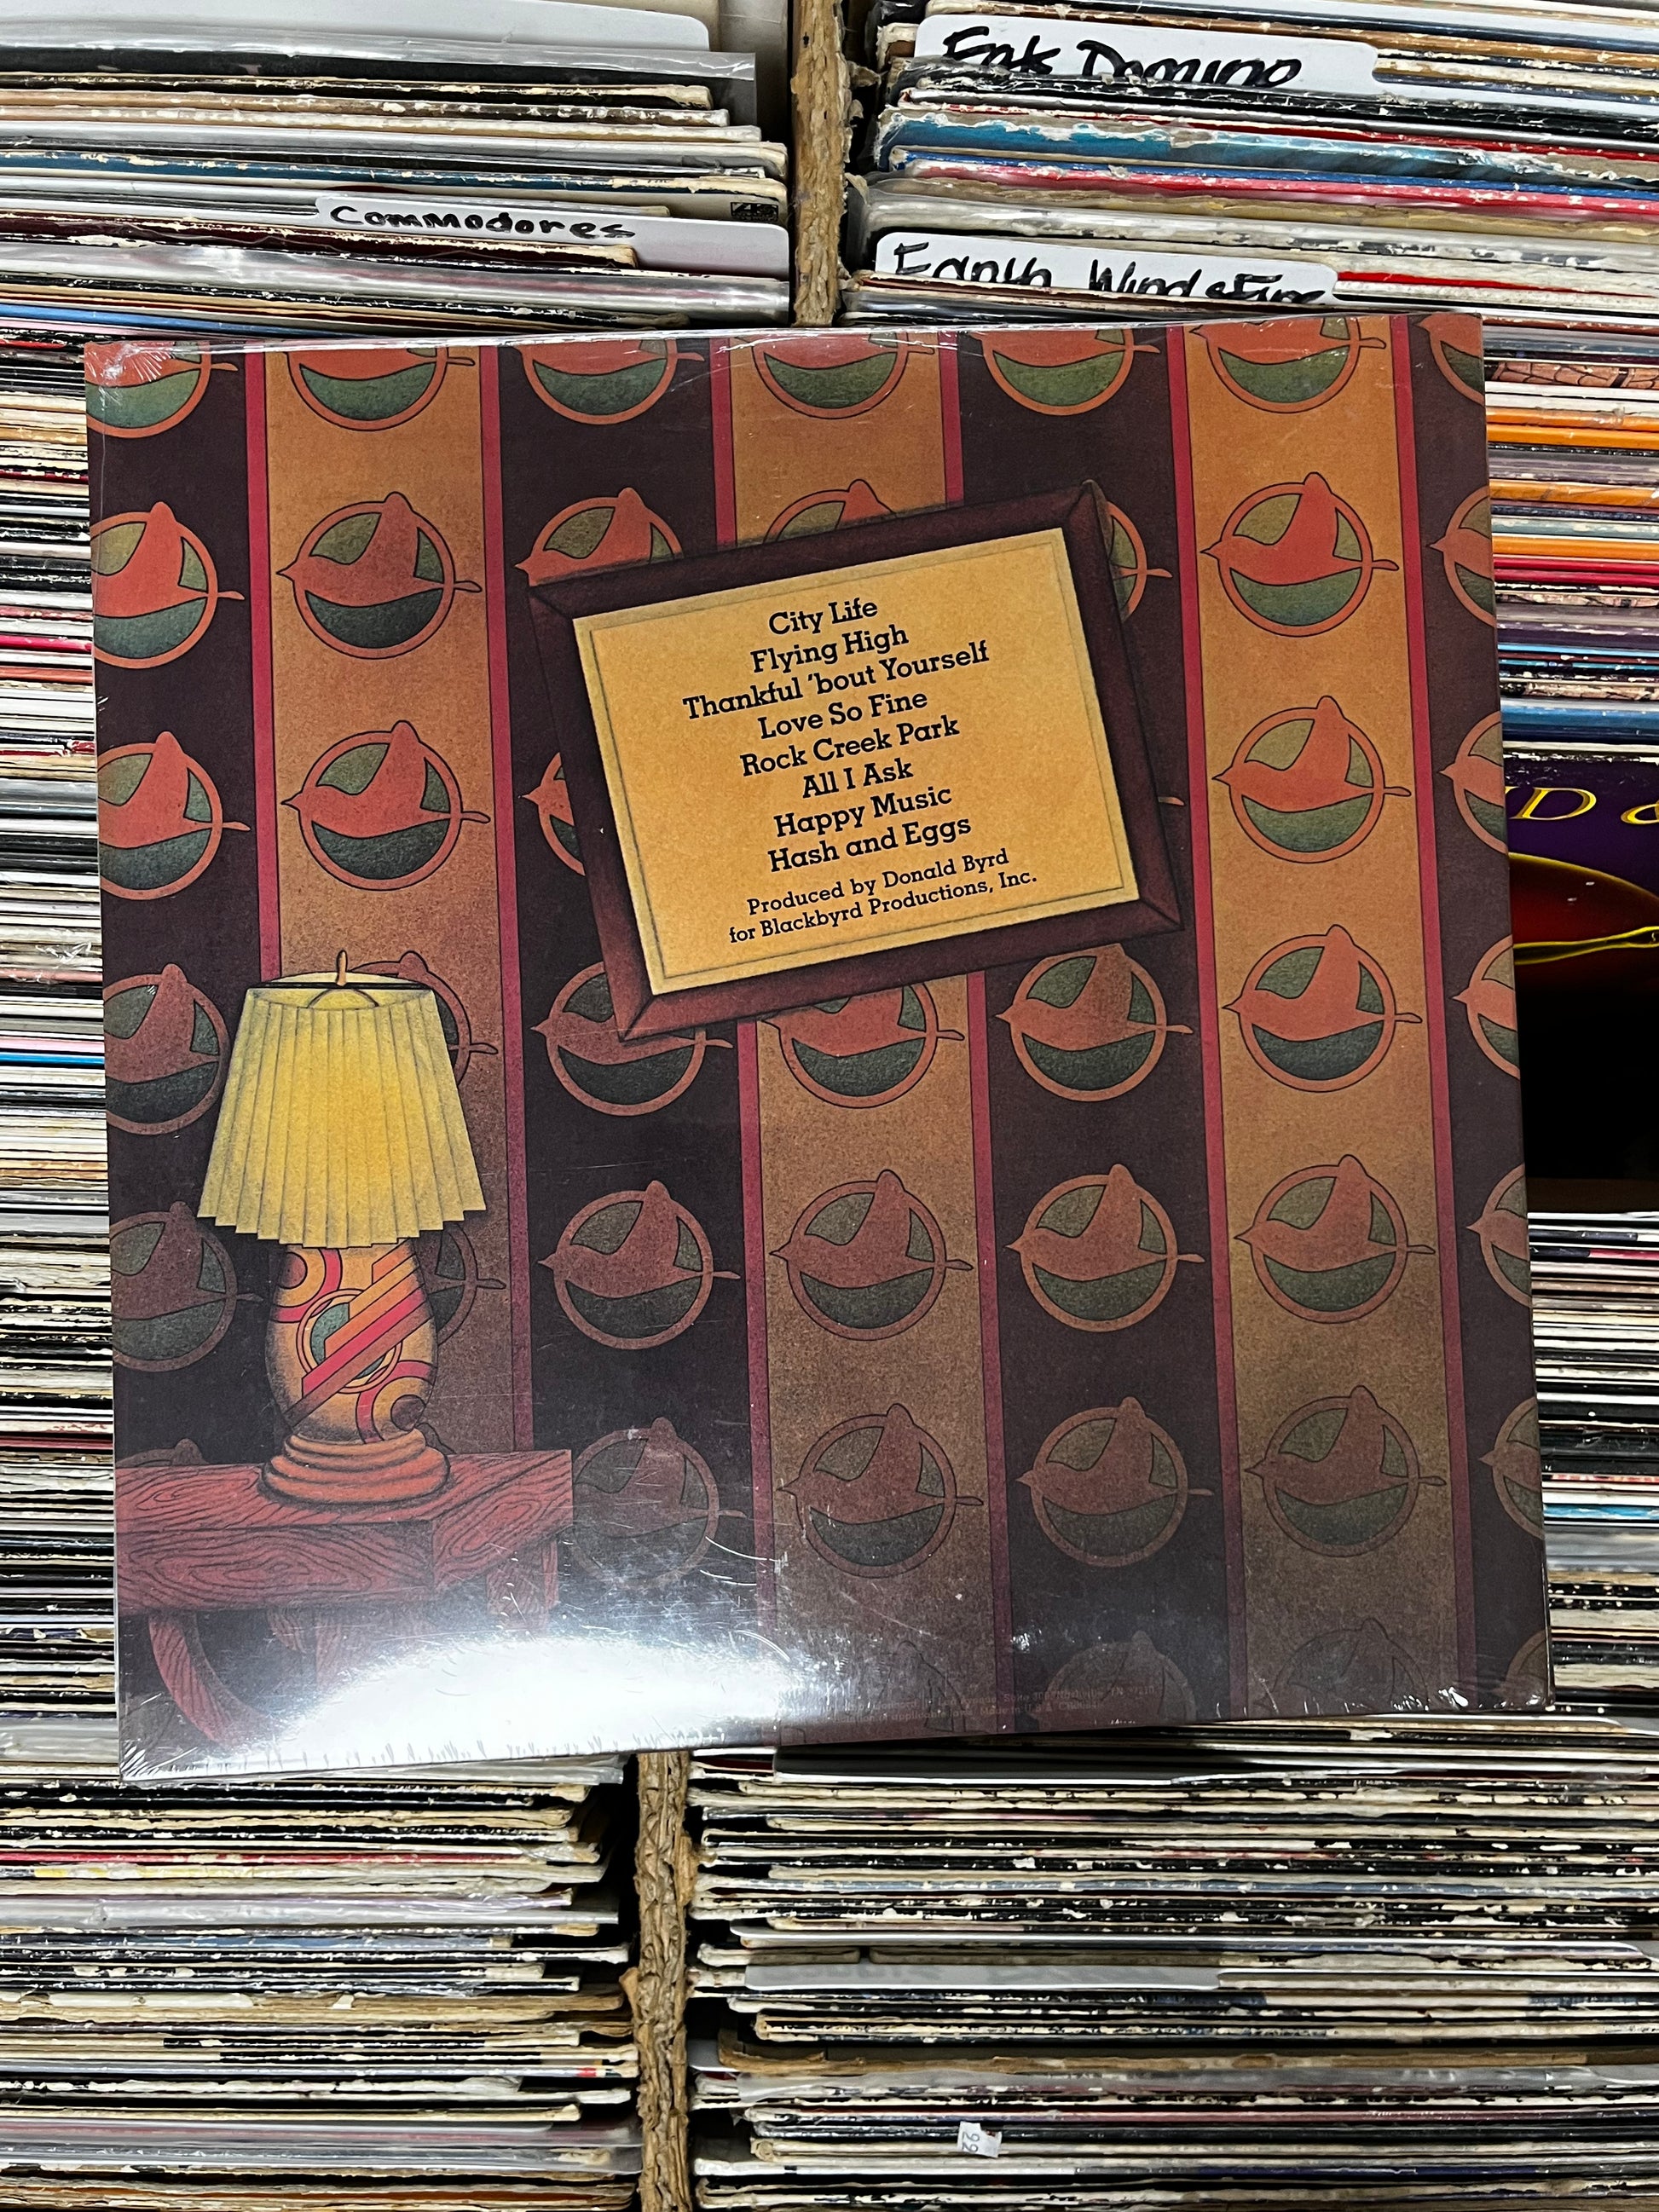 Fats Domino
Commodores
Earth Wind & Fire
City Life
Flying High
Thankful 'bout Yourself
Love So Fine
Rock Creek Park
All I Ask
Happy Music
Hash and Eggs
Produced by Donald Byrd
for Blackbyrd Productions, Inc.
D &
22